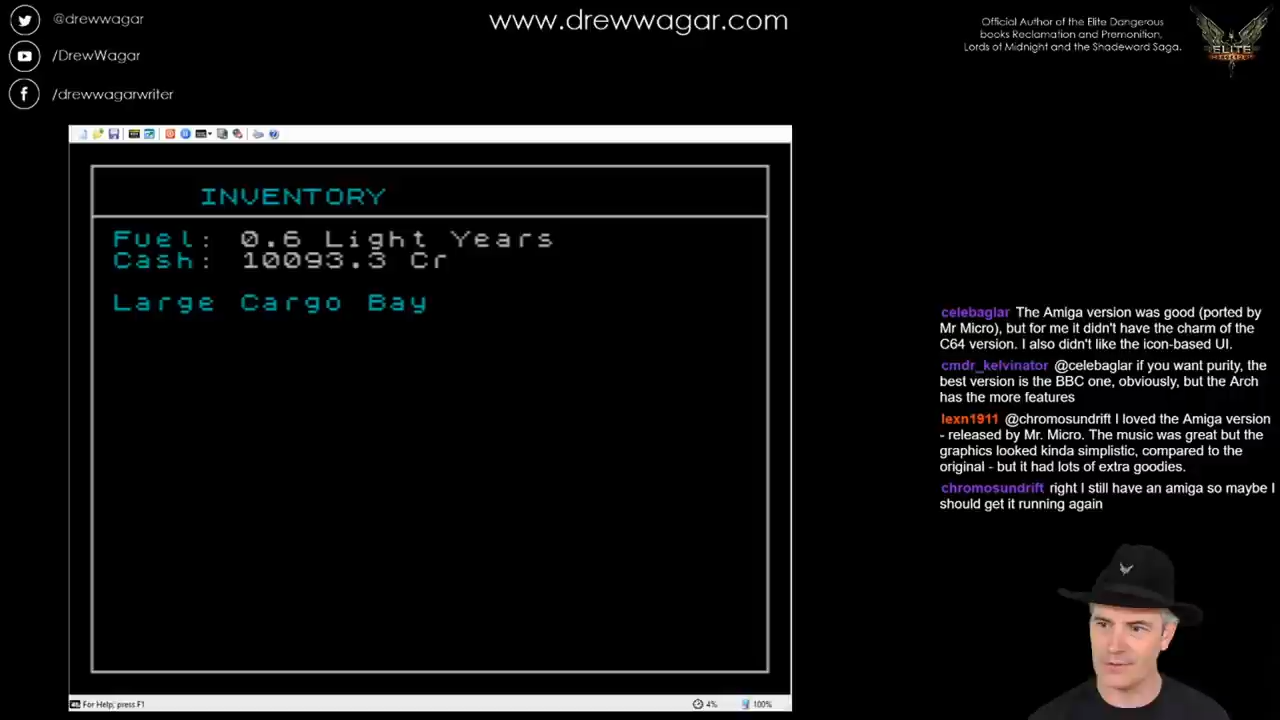 @drewwagar
/DrewWagar
/drewwagarwriter
www.drewwagar.com
Official Author of the Elite Dangerous
books Reclamation and Premonition,
Lords of Midnight and the Shadeward Saga.
ELITE
DANGEROUS
INVENTORY
Fuel: 0.6 Light Years
Cash: 10093.3 Cr
Large Cargo Bay
celebaglar The Amiga version was good (ported by
Mr Micro), but for me it didn't have the charm of the
C64 version. I also didn't like the icon-based UI.
cmdr_kelvinator @celebaglar if you want purity, the
best version is the BBC one, obviously, but the Arch
has the more features
lexn1911 @chromosundrift I loved the Amiga version
- released by Mr. Micro. The music was great but the
graphics looked kinda simplistic, compared to the
original - but it had lots of extra goodies.
chromosundrift right I still have an amiga so maybe I
should get it running again
For Help, press F1
4%
100%